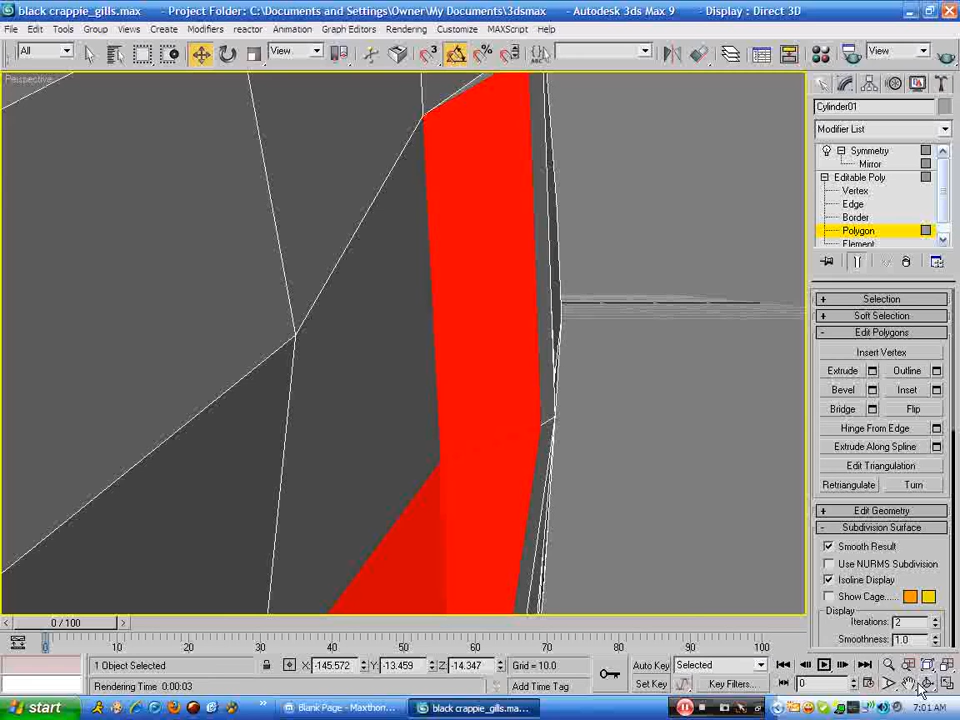 black crappie_gills.max - Project Folder: C:\Documents and Settings\Owner\My Documents\3dsmax - Autodesk 3ds Max 9 - Display : Direct 3D
File Edit Tools Group Views Create Modifiers reactor Animation Graph Editors Rendering Customize MAXScript Help
All View... 3 % ABC View
Perspective
Cylinder01
Modifier List
Symmetry
Mirror
Editable Poly
Vertex
Edge
Border
Polygon
Element
+ Selection
+ Soft Selection
- Edit Polygons
Insert Vertex
Extrude Outline
Bevel Inset
Bridge Flip
Hinge From Edge
Extrude Along Spline
Edit Triangulation
Retriangulate Turn
+ Edit Geometry
- Subdivision Surface
Smooth Result
Use NURMS Subdivision
Isoline Display
Show Cage......
Display
Iterations: 2
Smoothness: 1.0
< 0 / 100 >
0 10 20 30 40 50 60 70 80 90 100
1 Object Selected X: -145.572 Y: -13.459 Z: -14.347 Grid = 10.0 Auto Key Selected
Rendering Time 0:00:03 Add Time Tag Set Key Key Filters... 0
start Blank Page - Maxthon... black crappie_gills.ma... 7:01 AM